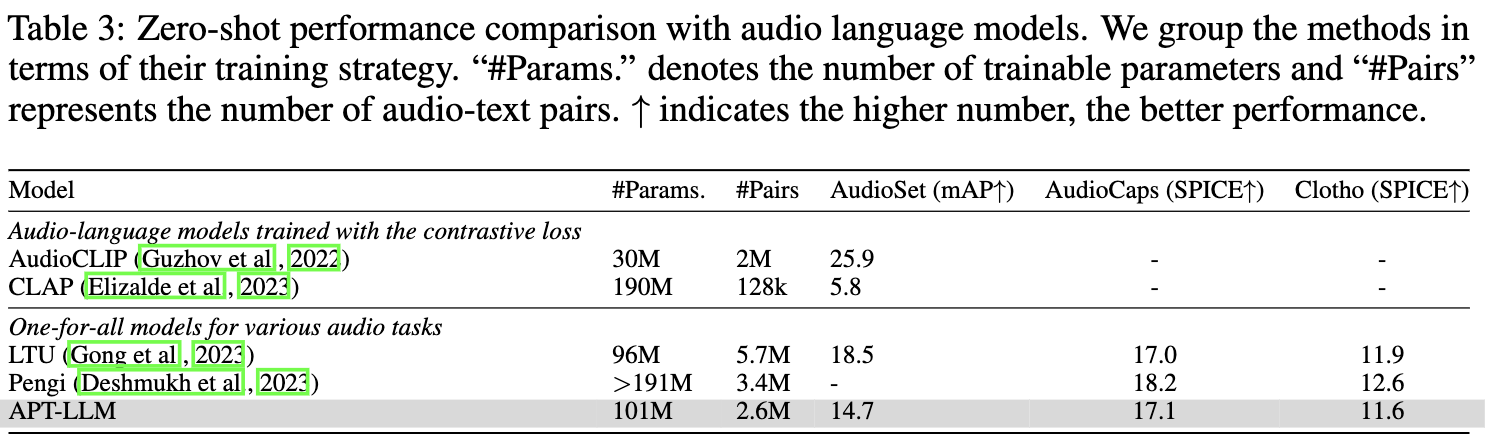 Table 3: Zero-shot performance comparison with audio language models. We group the methods in
terms of their training strategy. “#Params.” denotes the number of trainable parameters and “#Pairs”
represents the number of audio-text pairs. ↑ indicates the higher number, the better performance.
Model #Params. #Pairs AudioSet (mAP↑) AudioCaps (SPICE↑) Clotho (SPICE↑)
Audio-language models trained with the contrastive loss
AudioCLIP (Guzhov et al., 2022) 30M 2M 25.9 - -
CLAP (Elizalde et al., 2023) 190M 128k 5.8 - -
One-for-all models for various audio tasks
LTU (Gong et al., 2023) 96M 5.7M 18.5 17.0 11.9
Pengi (Deshmukh et al., 2023) >191M 3.4M - 18.2 12.6
APT-LLM 101M 2.6M 14.7 17.1 11.6